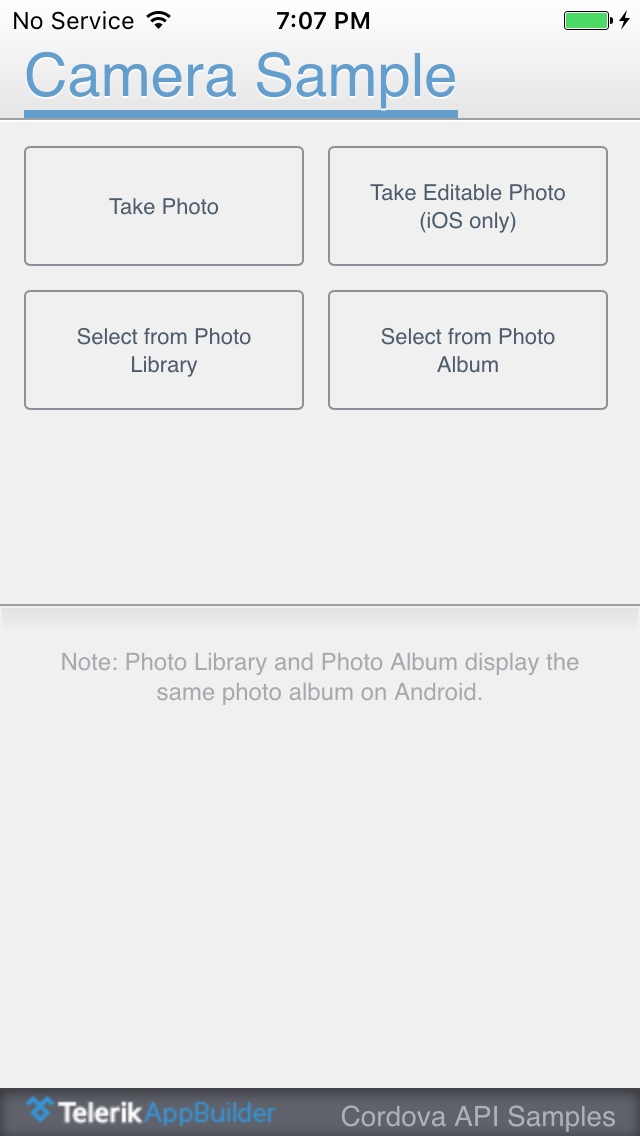 No Service 7:07 PM
Camera Sample
Take Photo
Take Editable Photo
(iOS only)
Select from Photo
Library
Select from Photo
Album
Note: Photo Library and Photo Album display the
same photo album on Android.
Telerik AppBuilder Cordova API Samples